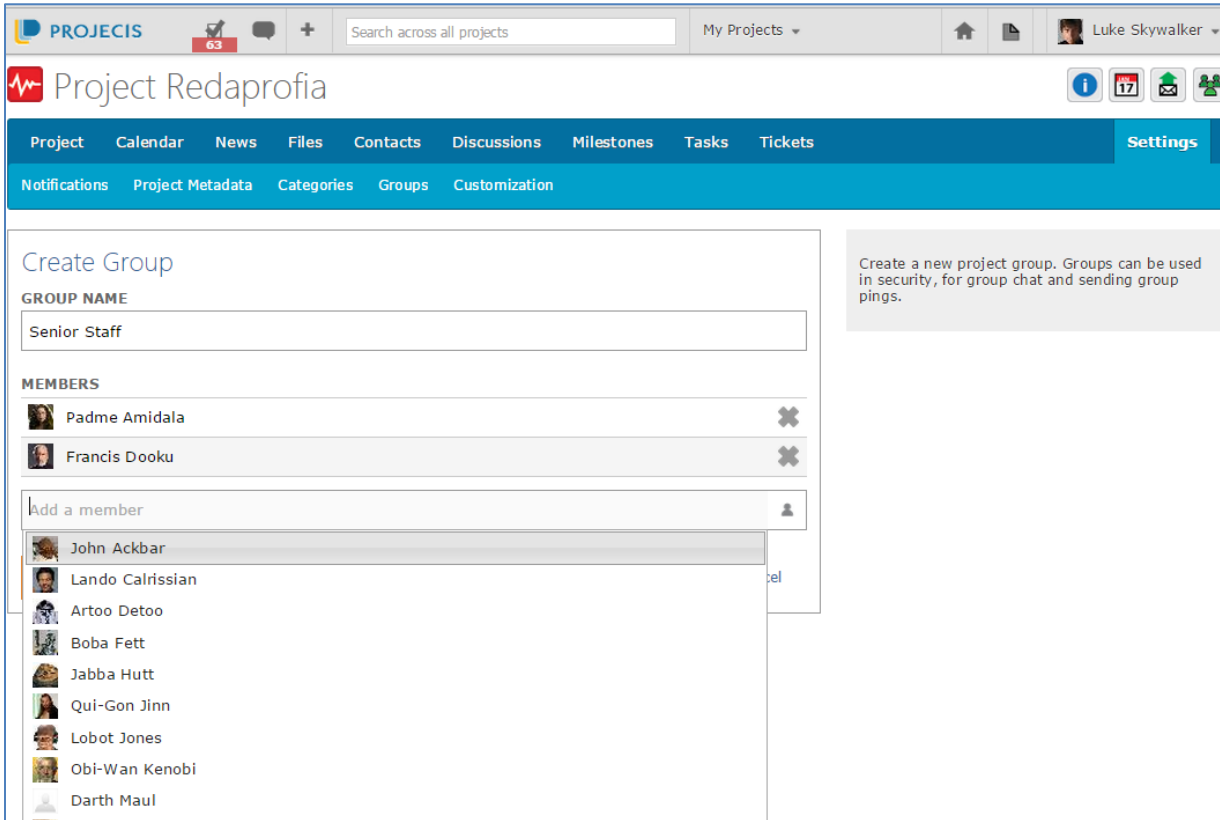 PROJECIS 63 Search across all projects My Projects Luke Skywalker
Project Redaprofia JAN 17
Project Calendar News Files Contacts Discussions Milestones Tasks Tickets Settings
Notifications Project Metadata Categories Groups Customization
Create Group
GROUP NAME
Senior Staff
MEMBERS
Padme Amidala
Francis Dooku
Add a member
John Ackbar
Lando Calrissian
cel
Artoo Detoo
Boba Fett
Jabba Hutt
Qui-Gon Jinn
Lobot Jones
Obi-Wan Kenobi
Darth Maul
Create a new project group. Groups can be used
in security, for group chat and sending group
pings.